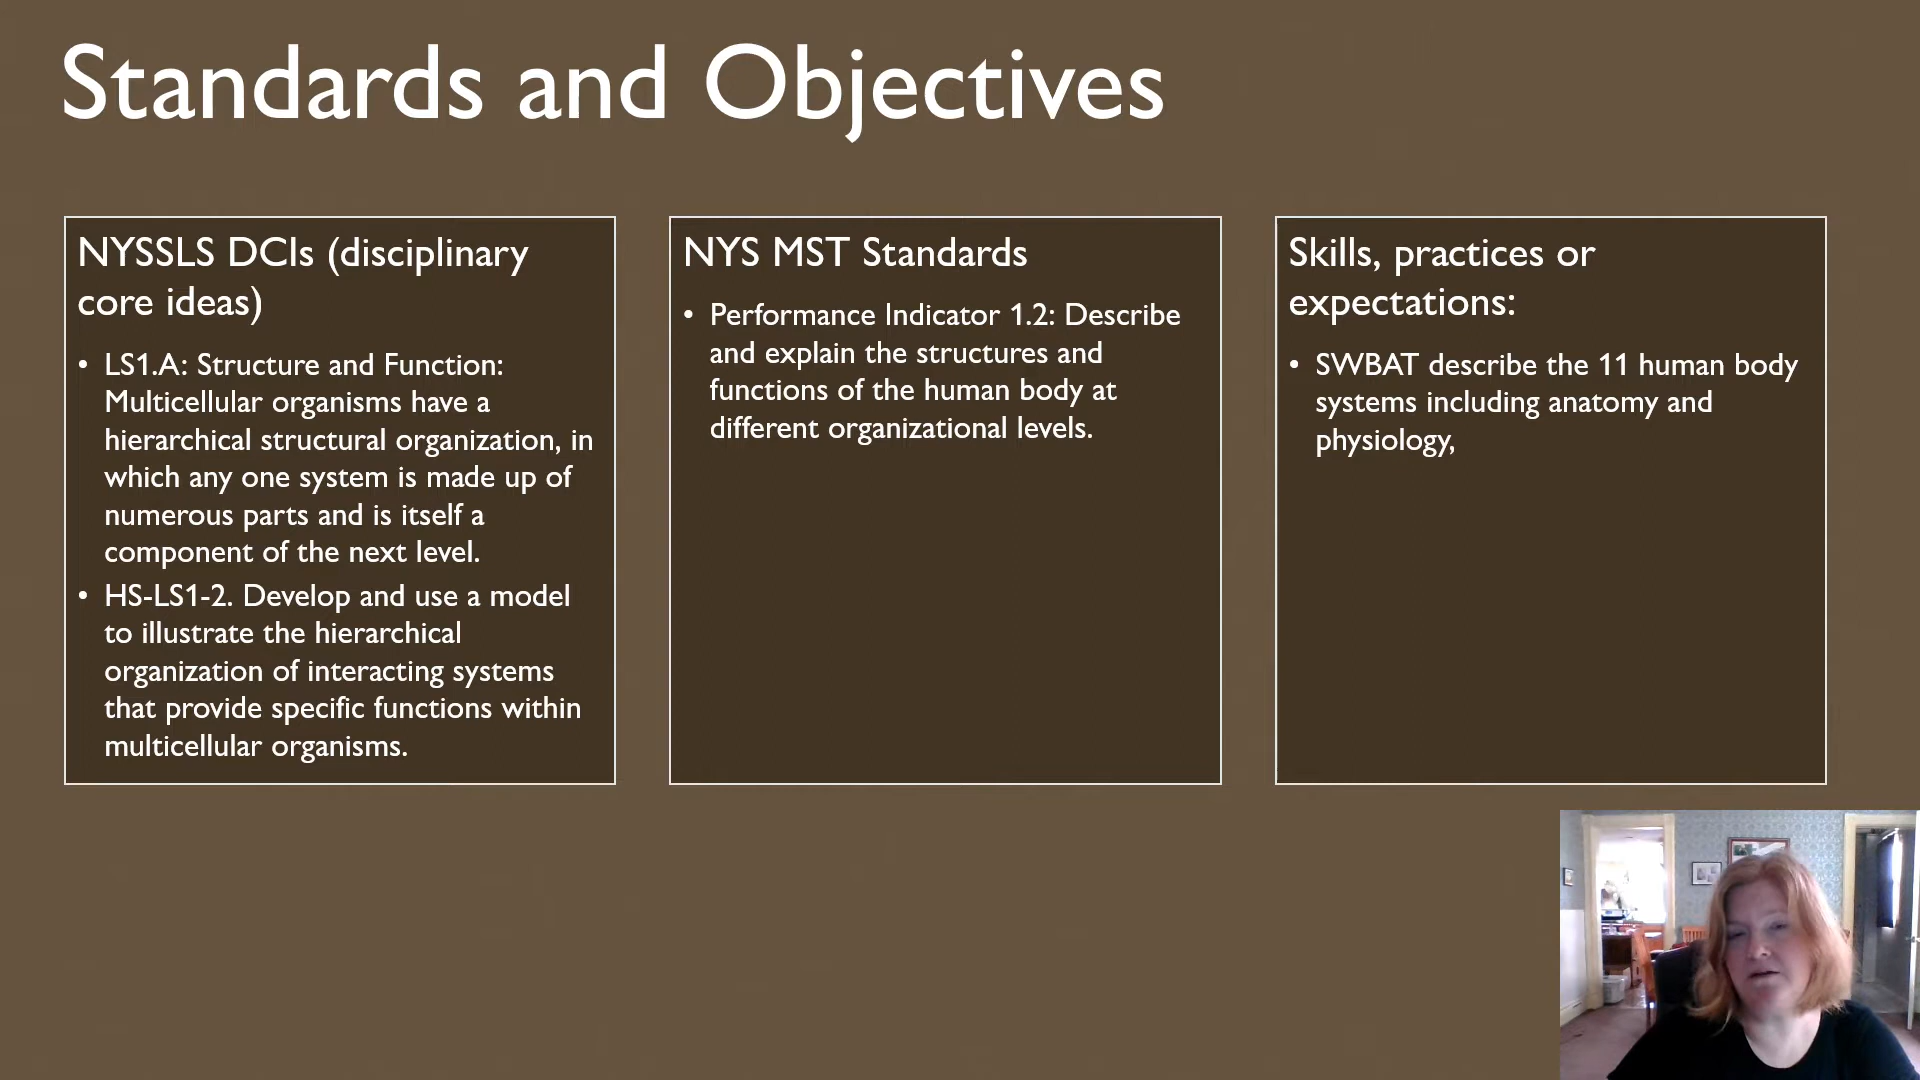 Standards and Objectives
NYSSLS DCIs (disciplinary
core ideas)
• LS1.A: Structure and Function:
Multicellular organisms have a
hierarchical structural organization, in
which any one system is made up of
numerous parts and is itself a
component of the next level.
• HS-LS1-2. Develop and use a model
to illustrate the hierarchical
organization of interacting systems
that provide specific functions within
multicellular organisms.
NYS MST Standards
• Performance Indicator 1.2: Describe
and explain the structures and
functions of the human body at
different organizational levels.
Skills, practices or
expectations:
• SWBAT describe the 11 human body
systems including anatomy and
physiology,